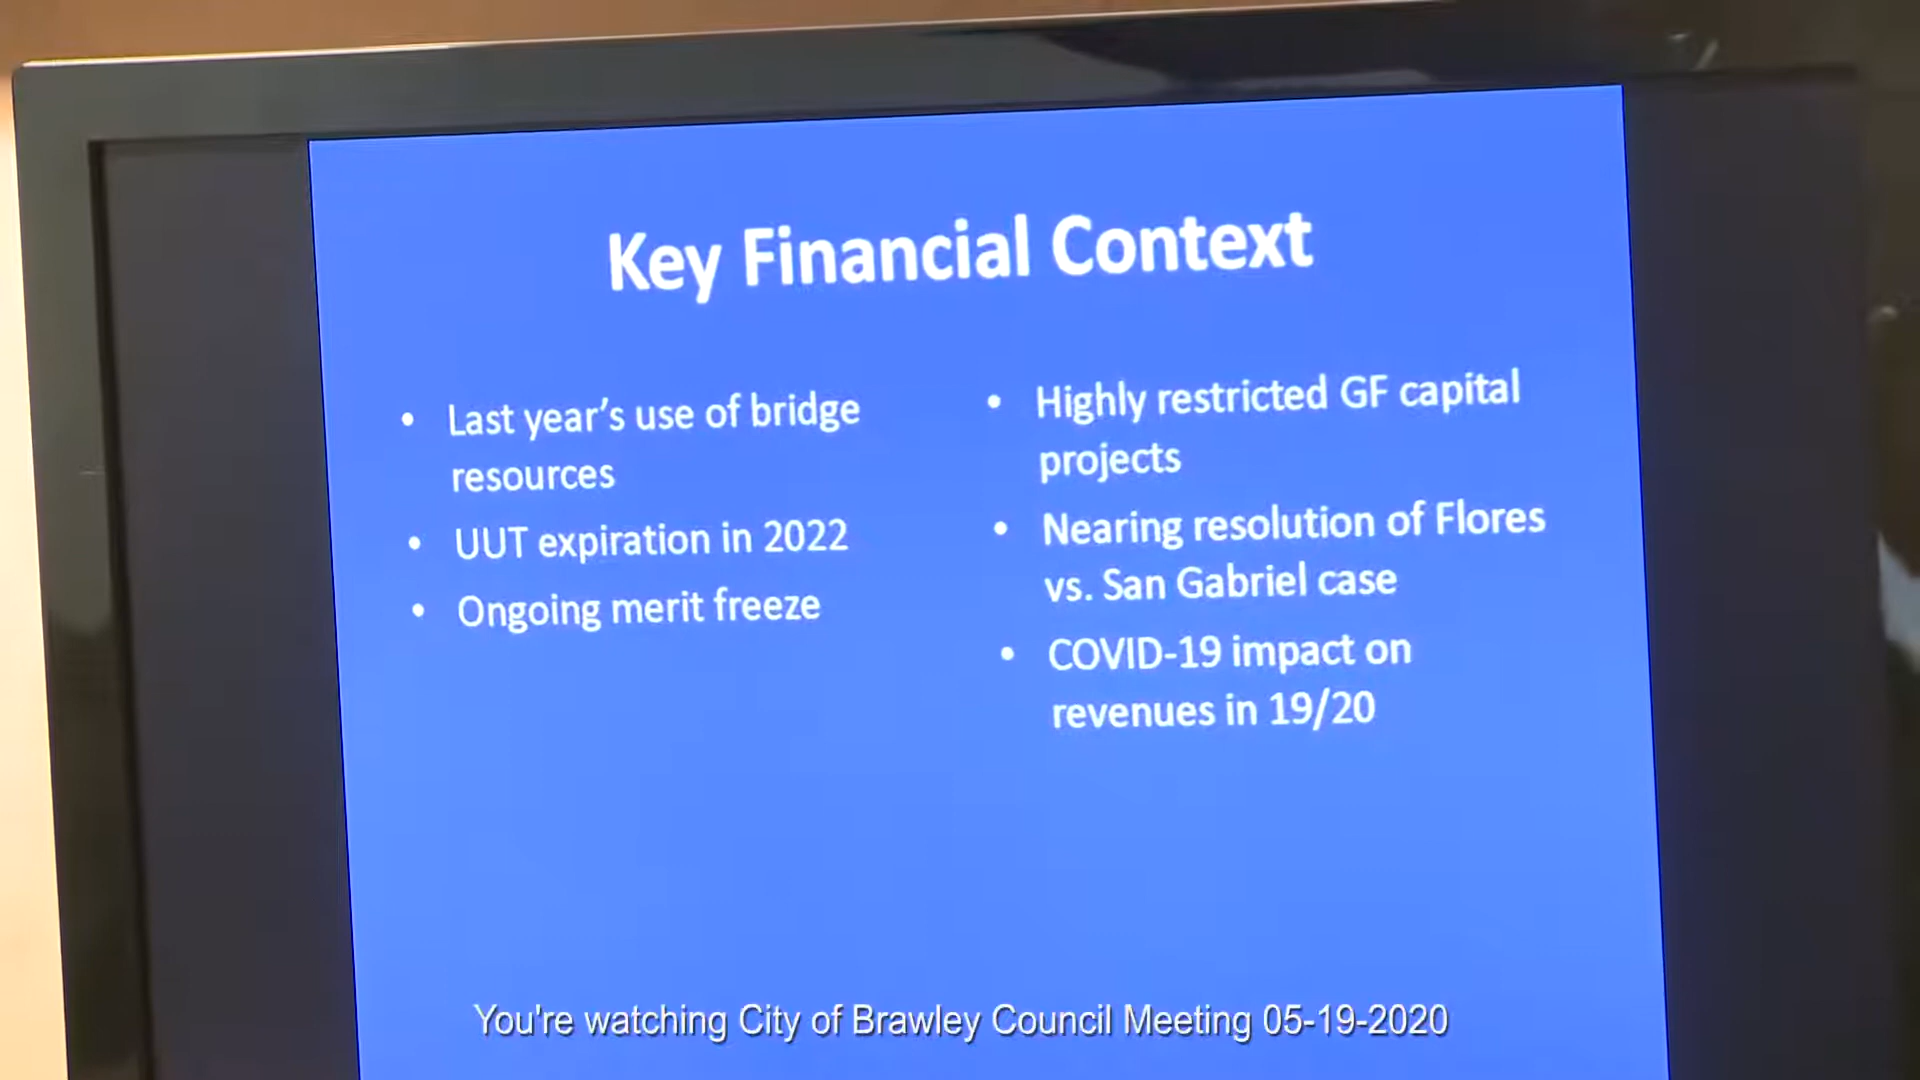 Key Financial Context
• Last year's use of bridge
resources
• UUT expiration in 2022
• Ongoing merit freeze
• Highly restricted GF capital
projects
• Nearing resolution of Flores
vs. San Gabriel case
• COVID-19 impact on
revenues in 19/20
You're watching City of Brawley Council Meeting 05-19-2020